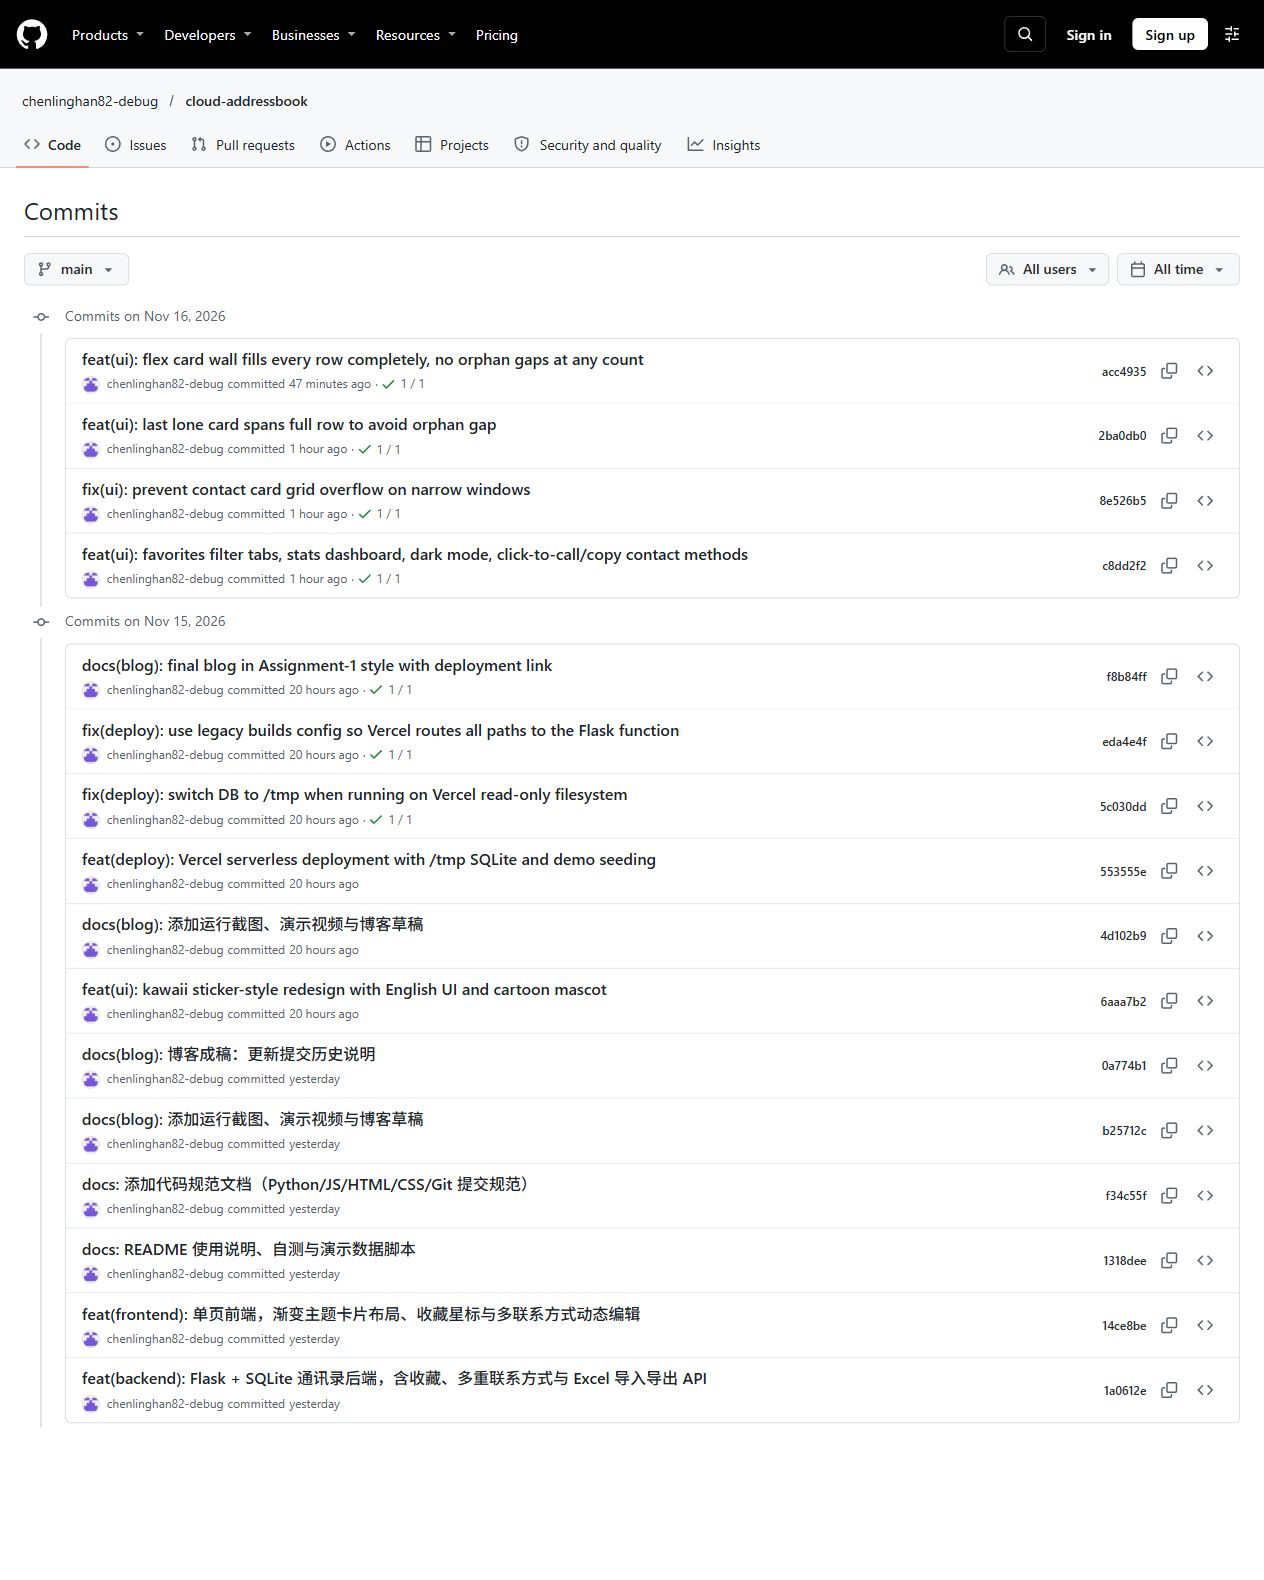 Products Developers Businesses Resources Pricing Sign in Sign up
chenlinghan82-debug / cloud-addressbook
Code Issues Pull requests Actions Projects Security and quality Insights
Commits
main All users All time
Commits on Nov 16, 2026
feat(ui): flex card wall fills every row completely, no orphan gaps at any count
acc4935
chenlinghan82-debug committed 47 minutes ago · 1 / 1
feat(ui): last lone card spans full row to avoid orphan gap
2ba0db0
chenlinghan82-debug committed 1 hour ago · 1 / 1
fix(ui): prevent contact card grid overflow on narrow windows
8e526b5
chenlinghan82-debug committed 1 hour ago · 1 / 1
feat(ui): favorites filter tabs, stats dashboard, dark mode, click-to-call/copy contact methods
c8dd2f2
chenlinghan82-debug committed 1 hour ago · 1 / 1
Commits on Nov 15, 2026
docs(blog): final blog in Assignment-1 style with deployment link
f8b84ff
chenlinghan82-debug committed 20 hours ago · 1 / 1
fix(deploy): use legacy builds config so Vercel routes all paths to the Flask function
eda4e4f
chenlinghan82-debug committed 20 hours ago · 1 / 1
fix(deploy): switch DB to /tmp when running on Vercel read-only filesystem
5c030dd
chenlinghan82-debug committed 20 hours ago · 1 / 1
feat(deploy): Vercel serverless deployment with /tmp SQLite and demo seeding
553555e
chenlinghan82-debug committed 20 hours ago
docs(blog): 添加运行截图、演示视频与博客草稿
4d102b9
chenlinghan82-debug committed 20 hours ago
feat(ui): kawaii sticker-style redesign with English UI and cartoon mascot
6aaa7b2
chenlinghan82-debug committed 20 hours ago
docs(blog): 博客成稿：更新提交历史说明
0a774b1
chenlinghan82-debug committed yesterday
docs(blog): 添加运行截图、演示视频与博客草稿
b25712c
chenlinghan82-debug committed yesterday
docs: 添加代码规范文档（Python/JS/HTML/CSS/Git 提交规范）
f34c55f
chenlinghan82-debug committed yesterday
docs: README 使用说明、自测与演示数据脚本
1318dee
chenlinghan82-debug committed yesterday
feat(frontend): 单页前端，渐变主题卡片布局、收藏星标与多联系方式动态编辑
14ce8be
chenlinghan82-debug committed yesterday
feat(backend): Flask + SQLite 通讯录后端，含收藏、多重联系方式与 Excel 导入导出 API
1a0612e
chenlinghan82-debug committed yesterday